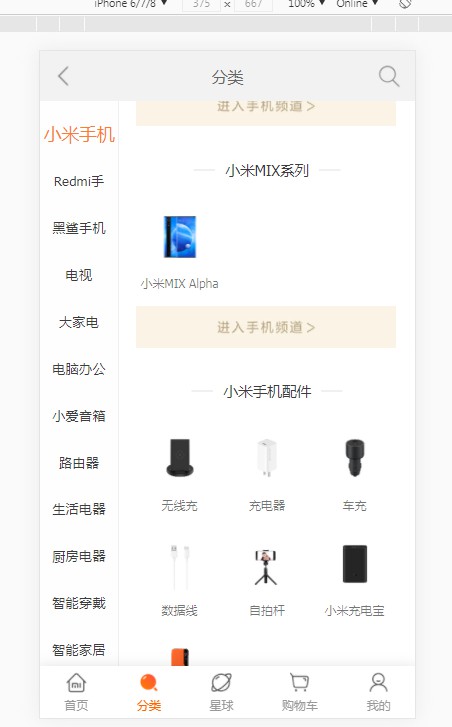 iPhone 6/7/8 ▼ 375 × 667 100% ▼ Online ▼
分类
小米手机
Redmi手
黑鲨手机
电视
大家电
电脑办公
小爱音箱
路由器
生活电器
厨房电器
智能穿戴
智能家居
进入手机频道 >
小米MIX系列
小米MIX Alpha
进入手机频道 >
小米手机配件
无线充 充电器 车充
数据线 自拍杆 小米充电宝
首页 分类 星球 购物车 我的